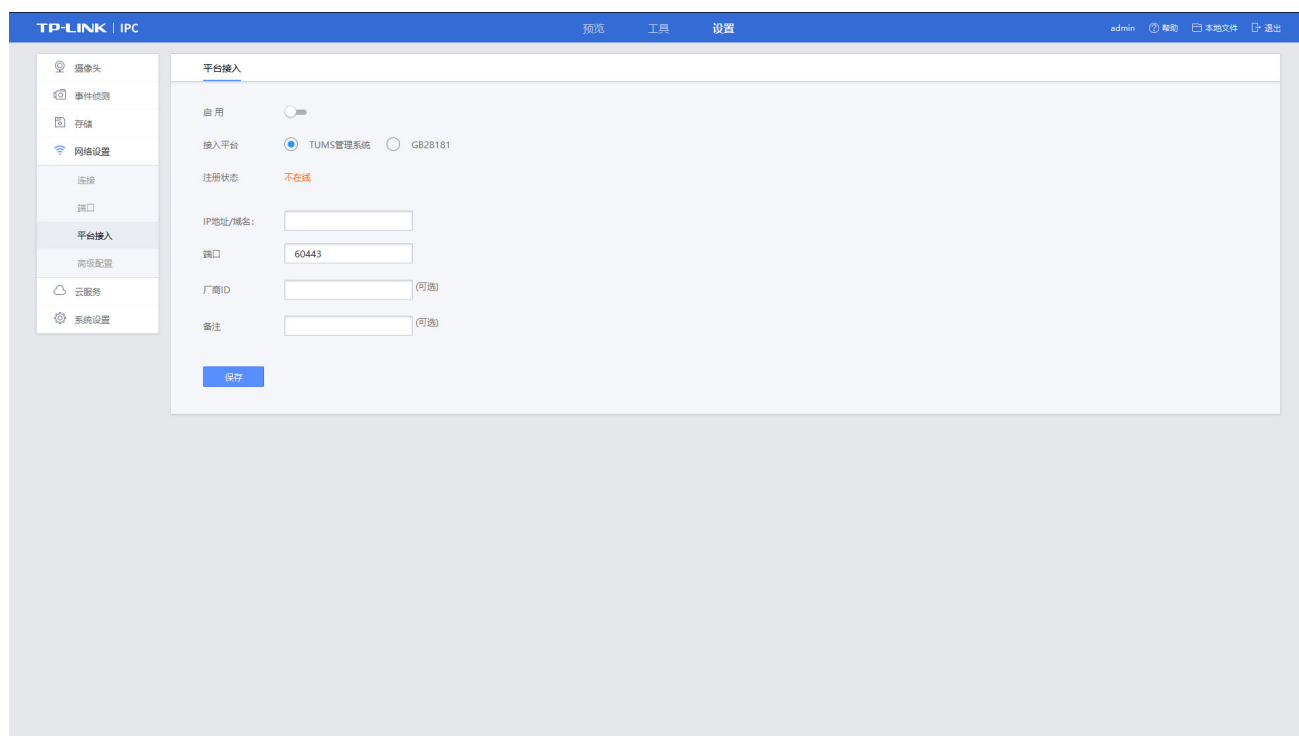 TP-LINK | IPC
预览 工具 设置
admin 帮助 本地文件 退出
摄像头
事件侦测
存储
网络设置
连接
端口
平台接入
高级配置
云服务
系统设置
平台接入
启用
接入平台 TUMS管理系统 GB28181
注册状态 不在线
IP地址/域名:
端口 60443
厂商ID (可选)
备注 (可选)
保存